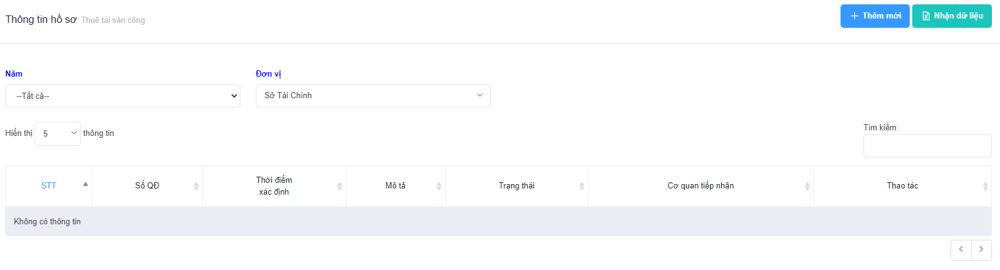 Thông tin hồ sơ Thuê tài sản công
Thêm mới
Nhận dữ liệu
Năm
Đơn vị
--Tất cả--
Sở Tài Chính
Hiển thị 5 thông tin
Tìm kiếm:
STT
Số QĐ
Thời điểm
xác định
Mô tả
Trạng thái
Cơ quan tiếp nhận
Thao tác
Không có thông tin